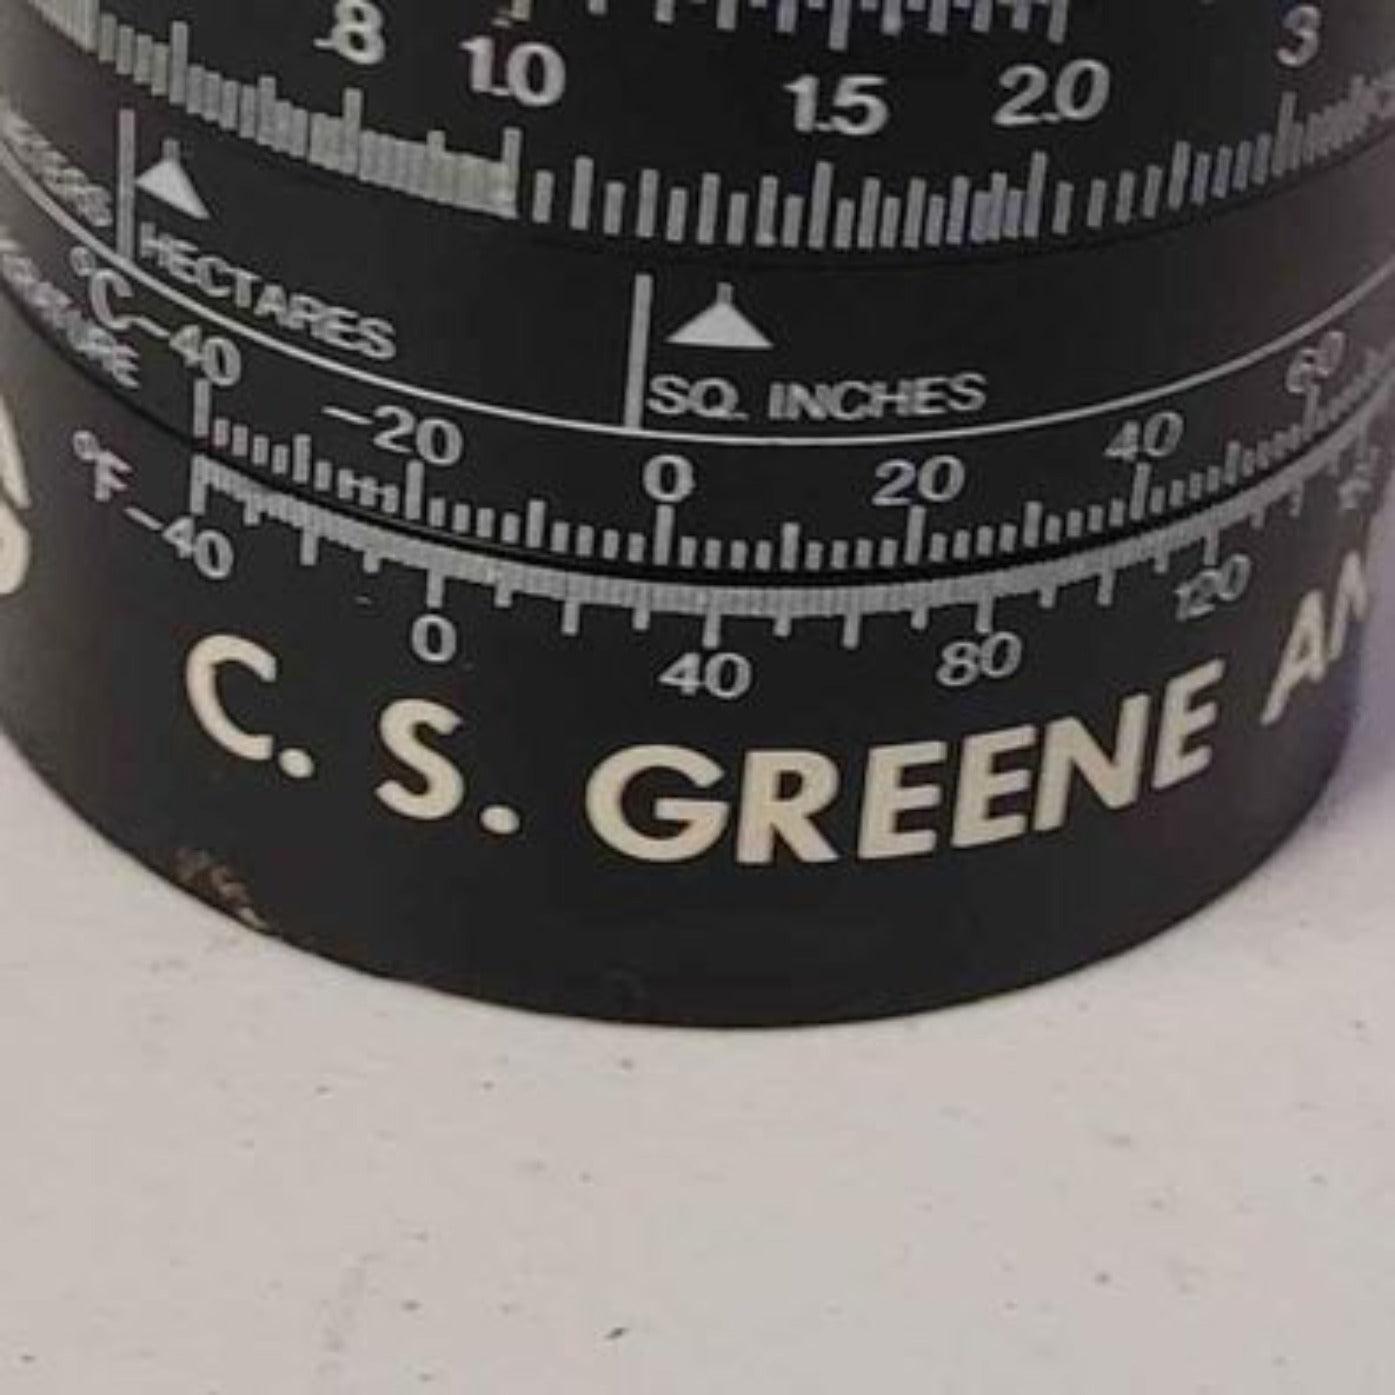 .8 1.0 1.5 2.0 3
HECTARES
SQ. INCHES
°C -40 -20 0 20 40 60
°F -40 0 40 80 120
C. S. GREENE AN